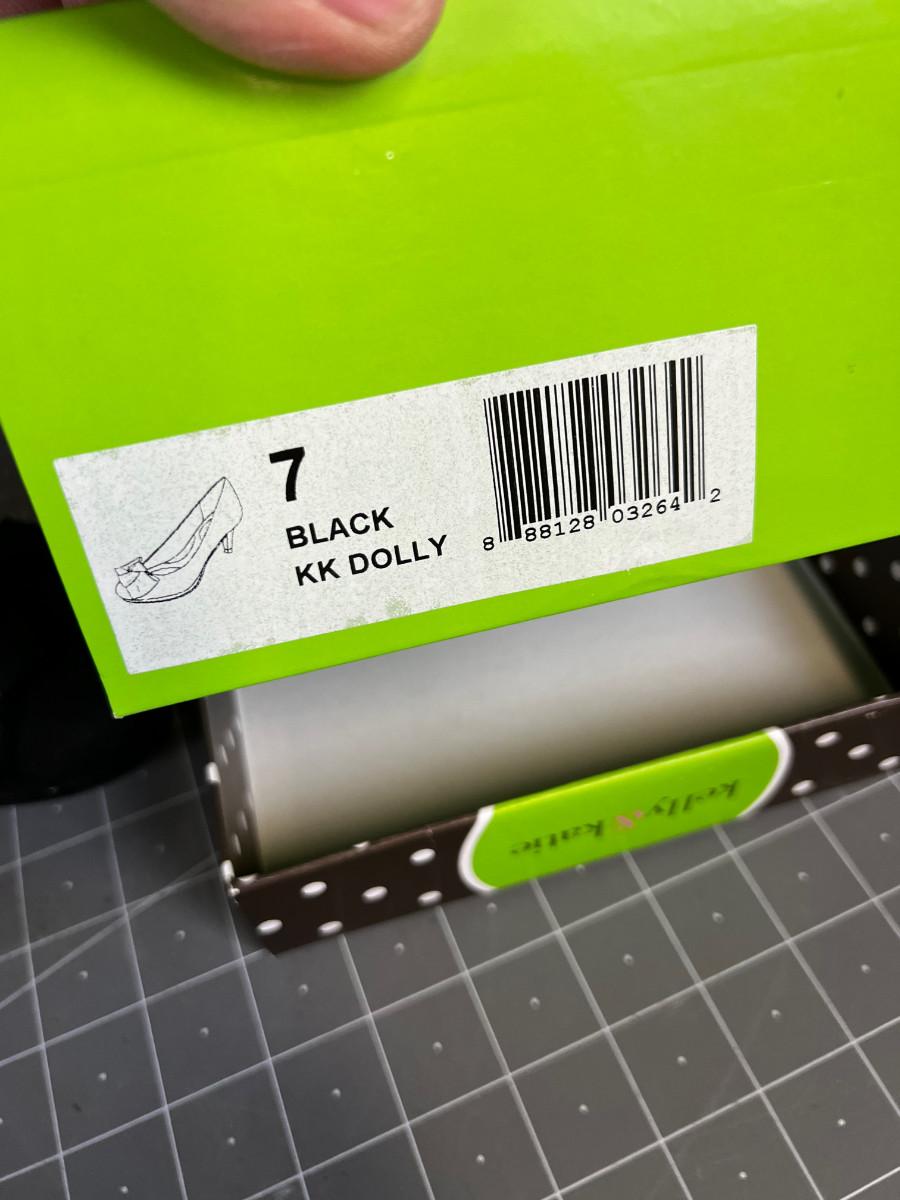 7
BLACK
KK DOLLY
8 88128 03264 2
kelly & katie